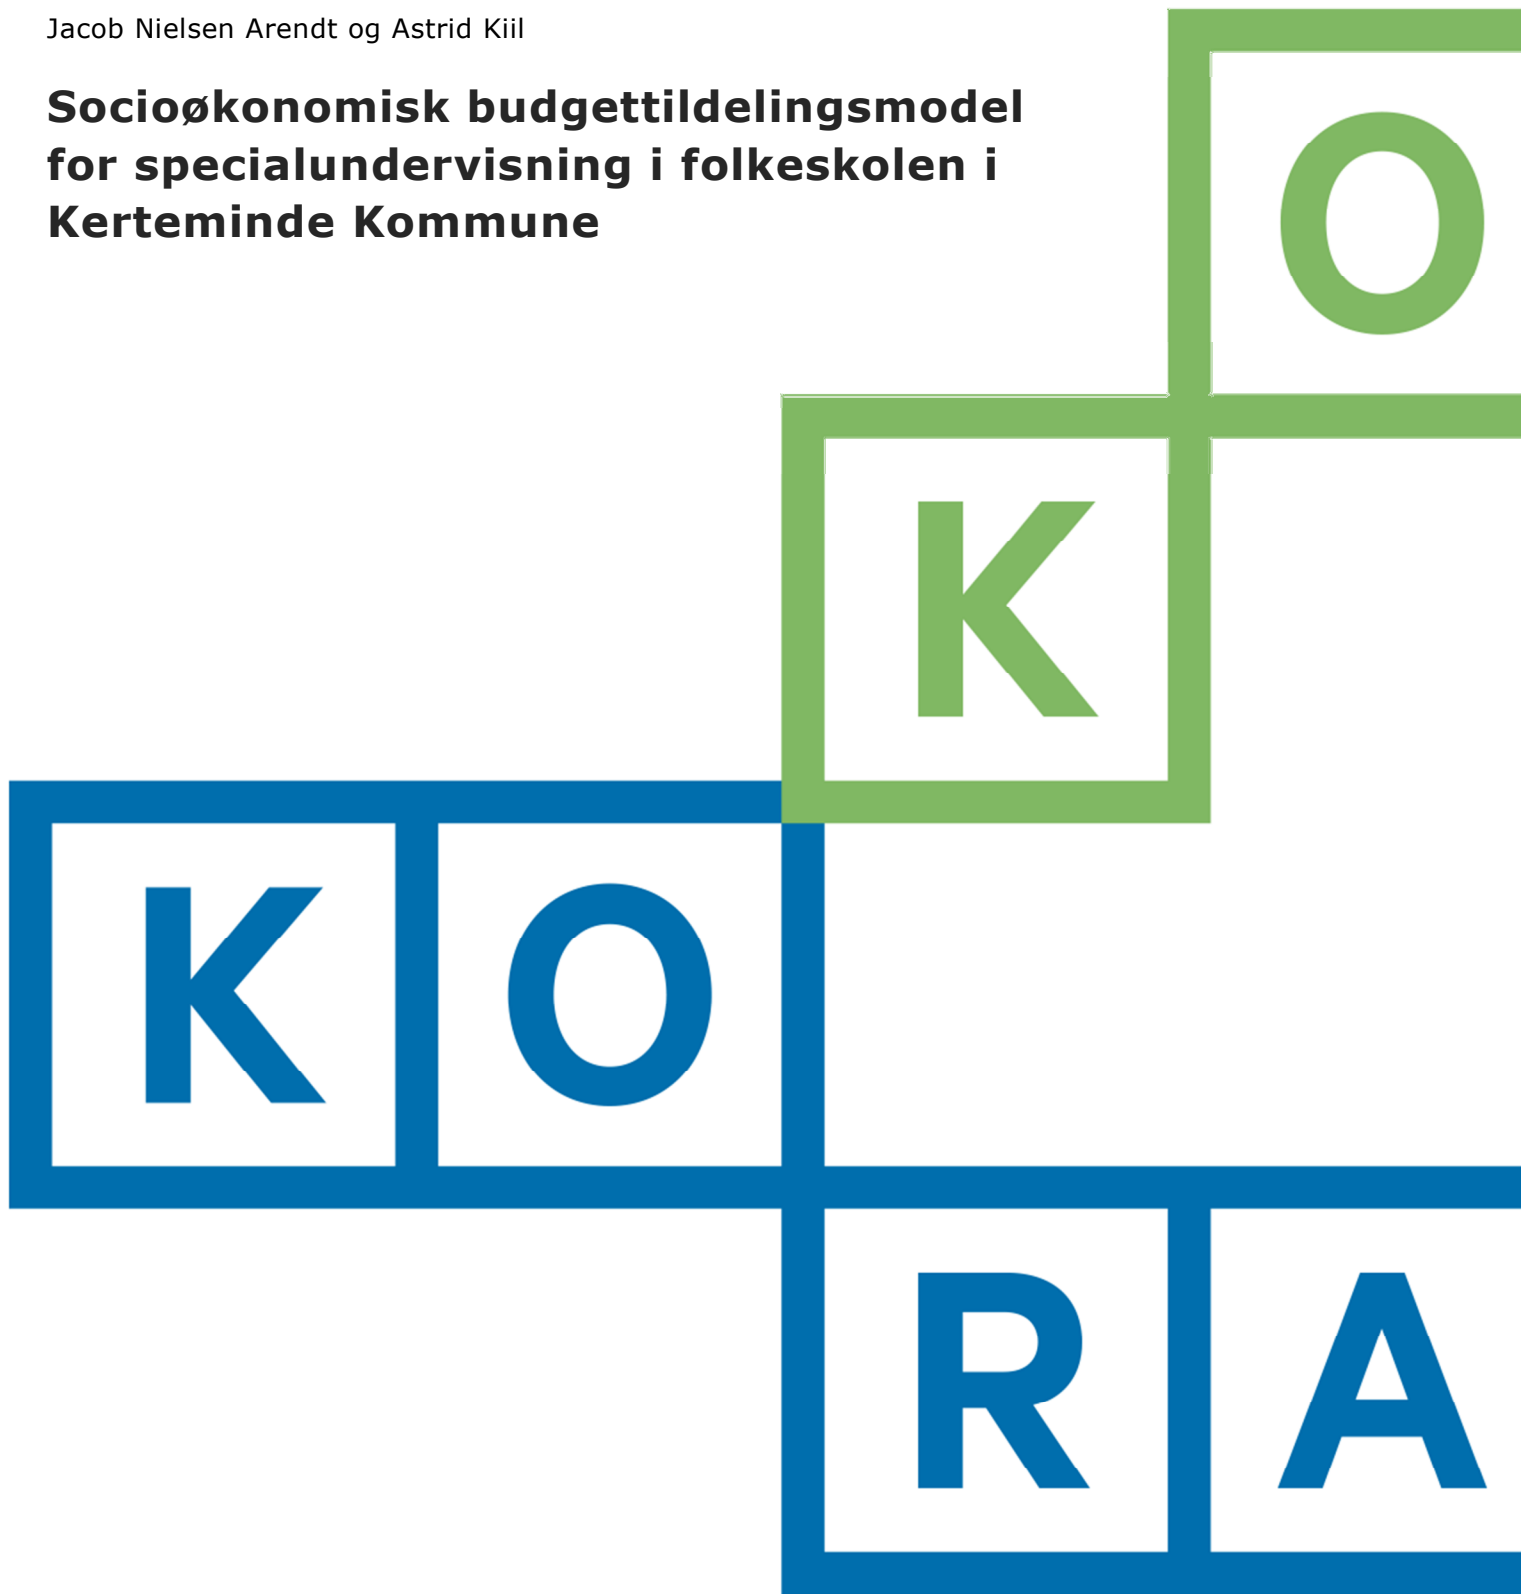 Jacob Nielsen Arendt og Astrid Kiil
Socioøkonomisk budgettildelingsmodel
for specialundervisning i folkeskolen i
Kerteminde Kommune
O
K
K O
R A